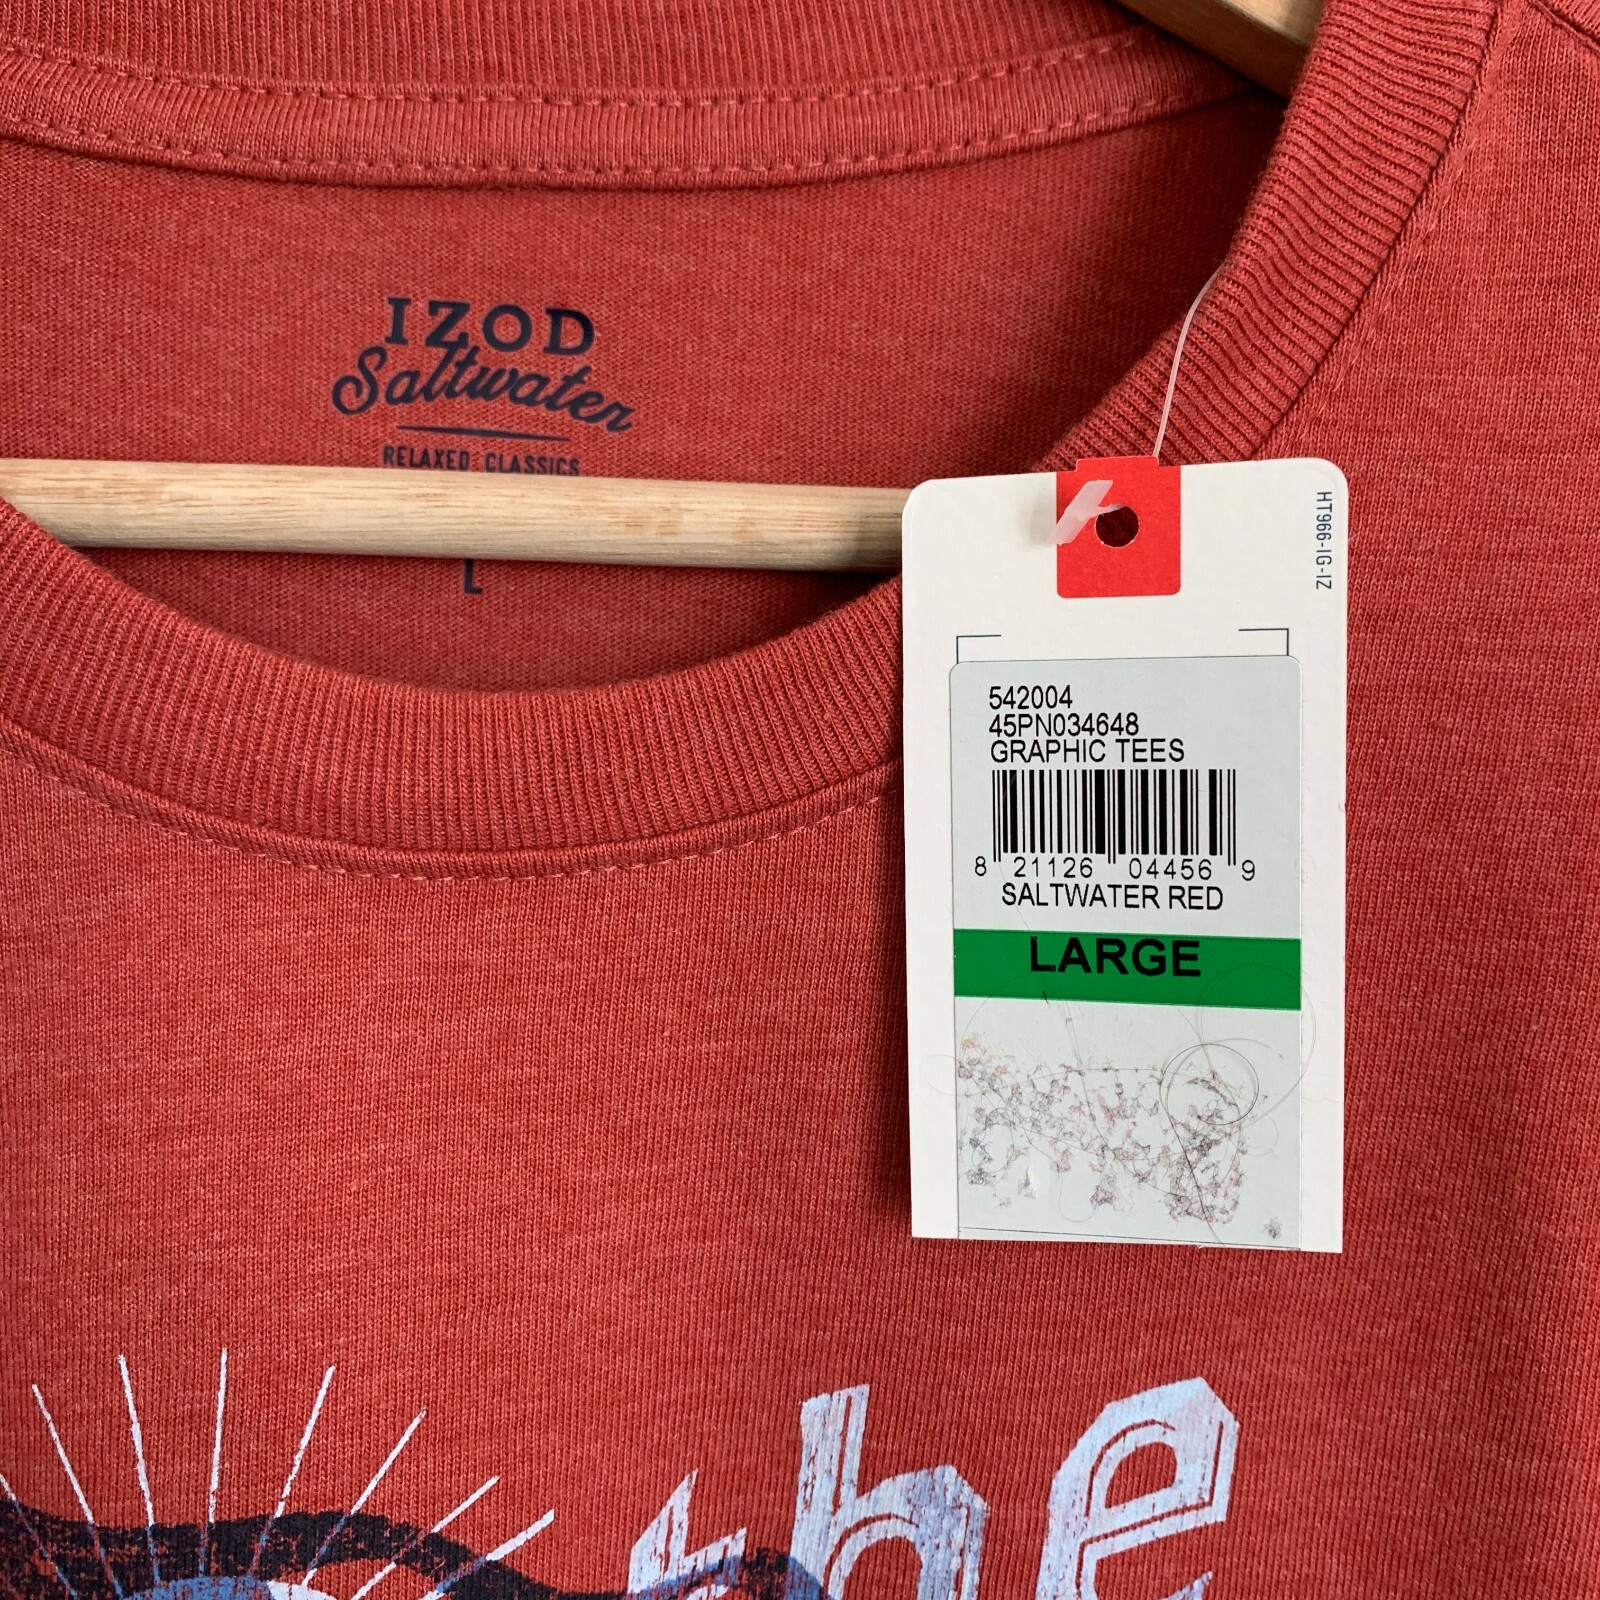 IZOD
Saltwater
RELAXED CLASSICS
L
HT966-IG-IZ
542004
45PN034648
GRAPHIC TEES
8 21126 04456 9
SALTWATER RED
LARGE
the